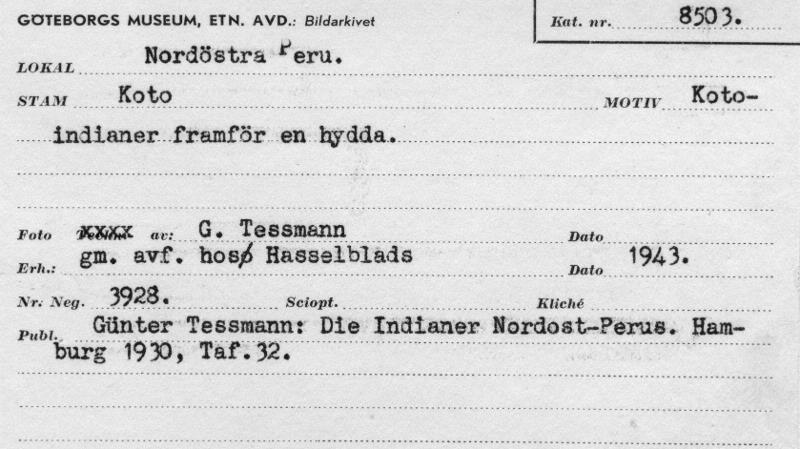 GÖTEBORGS MUSEUM, ETN. AVD.: Bildarkivet Kat. nr. 8503.
LOKAL Nordöstra Peru.
STAM Koto MOTIV Koto-
indianer framför en hydda.
Foto xxxx av: G. Tessmann Dato
Erh.: gm. avf. hos Hasselblads Dato 1943.
Nr: Neg. 3928. Sciopt. Kliché
Publ. Günter Tessmann: Die Indianer Nordost-Perus. Ham-
burg 1930, Taf.32.